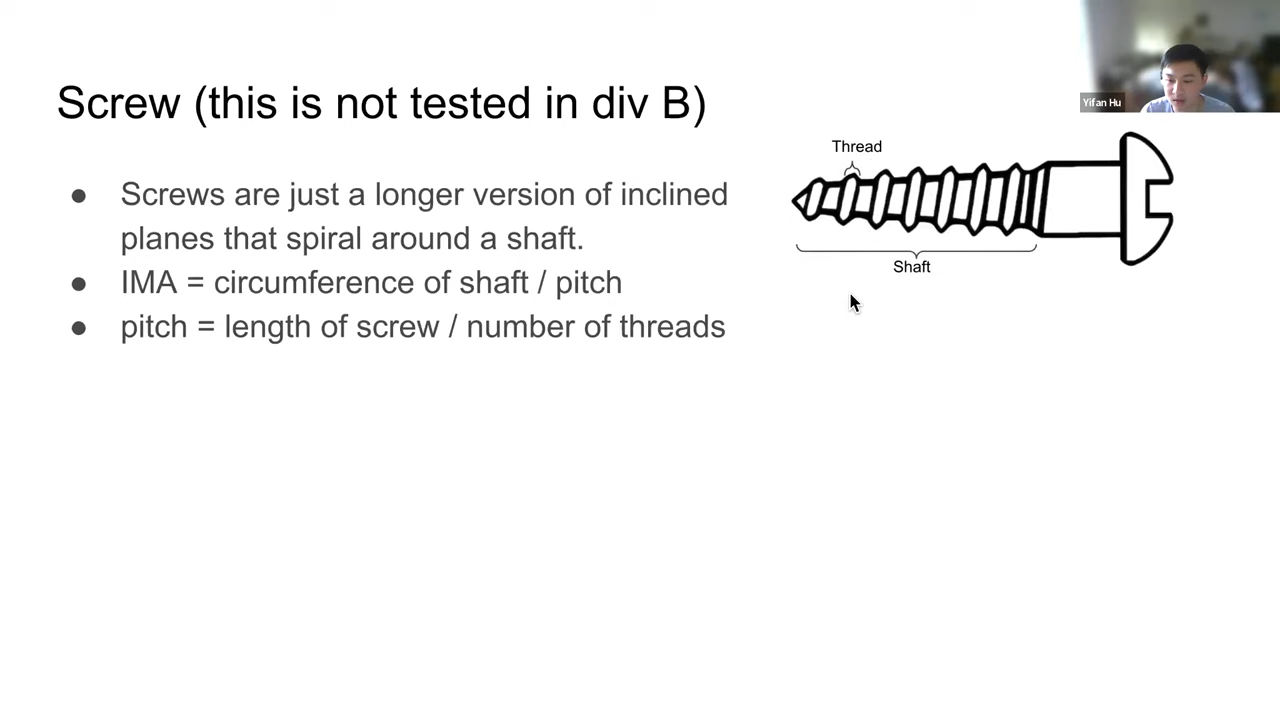 Yifan Hu
Screw (this is not tested in div B)
● Screws are just a longer version of inclined
planes that spiral around a shaft.
● IMA = circumference of shaft / pitch
● pitch = length of screw / number of threads
Thread
Shaft